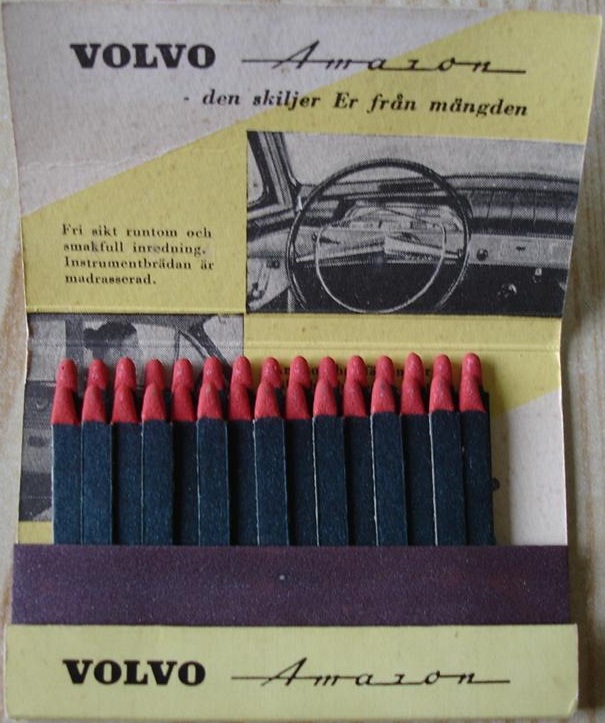 VOLVO Amazon
- den skiljer Er från mängden
Fri sikt runtom och
smakfull inredning.
Instrumentbrädan är
madrasserad.
VOLVO Amazon